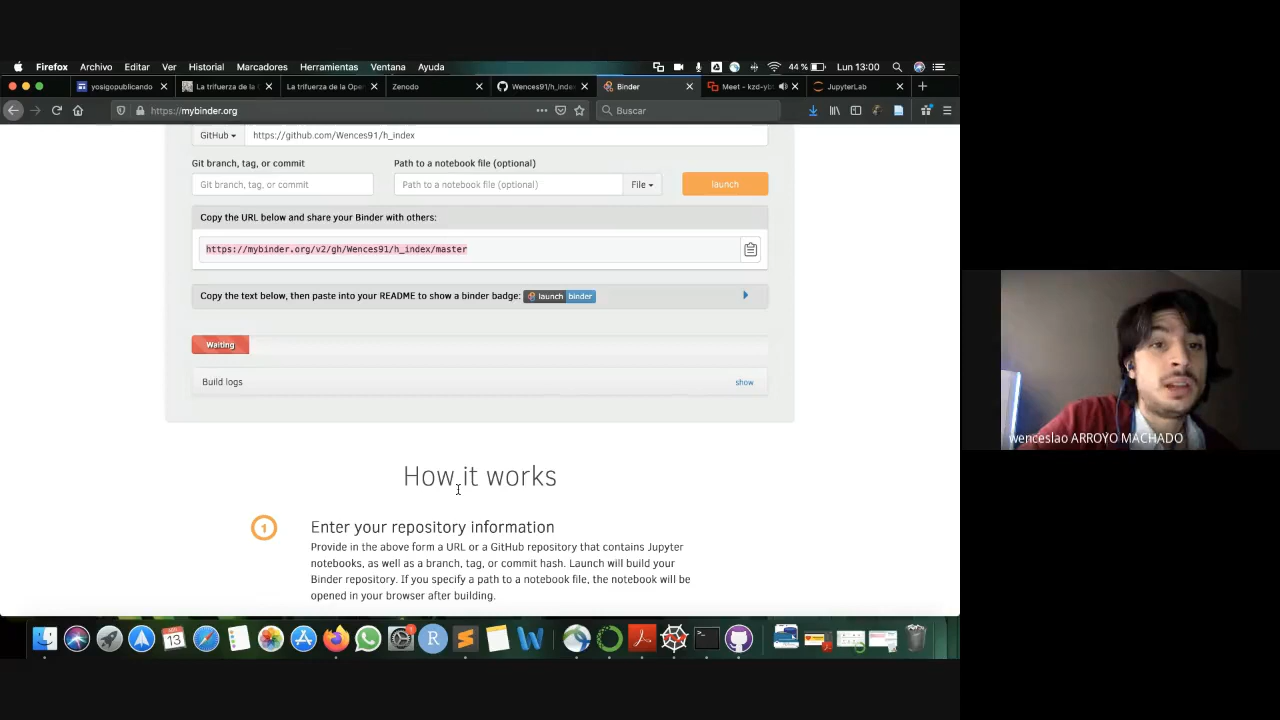 Firefox Archivo Editar Ver Historial Marcadores Herramientas Ventana Ayuda 44 % Lun 13:00
yosigopublicando La trifuerza de la O La trifuerza de la Open Zenodo Wences91/h_index Binder Meet - kzd-ytb JupyterLab
https://mybinder.org Buscar
GitHub https://github.com/Wences91/h_index
Git branch, tag, or commit Path to a notebook file (optional)
Git branch, tag, or commit Path to a notebook file (optional) File launch
Copy the URL below and share your Binder with others:
https://mybinder.org/v2/gh/Wences91/h_index/master
Copy the text below, then paste into your README to show a binder badge: launch binder
Waiting
Build logs show
How it works
1 Enter your repository information
Provide in the above form a URL or a GitHub repository that contains Jupyter
notebooks, as well as a branch, tag, or commit hash. Launch will build your
Binder repository. If you specify a path to a notebook file, the notebook will be
opened in your browser after building.
wenceslao ARROYO MACHADO